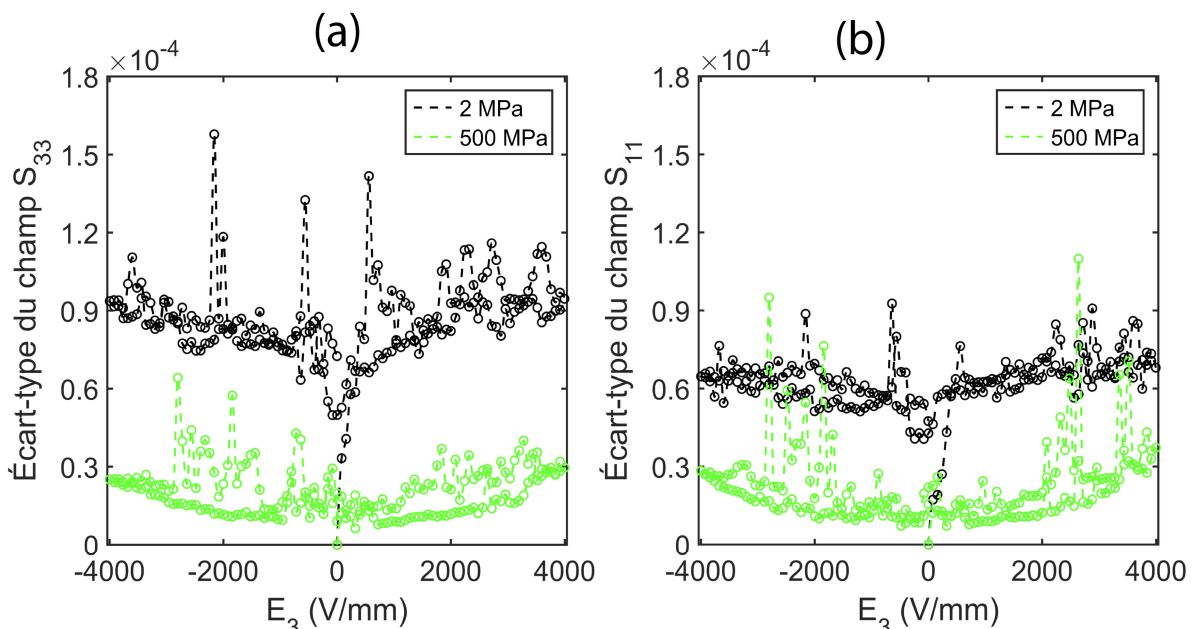 (a)
×10⁻⁴
1.8
1.5
1.2
0.9
0.6
0.3
0
-4000 -2000 0 2000 4000
E₃ (V/mm)
Écart-type du champ S₃₃
2 MPa
500 MPa
(b)
×10⁻⁴
1.8
1.5
1.2
0.9
0.6
0.3
0
-4000 -2000 0 2000 4000
E₃ (V/mm)
Écart-type du champ S₁₁
2 MPa
500 MPa